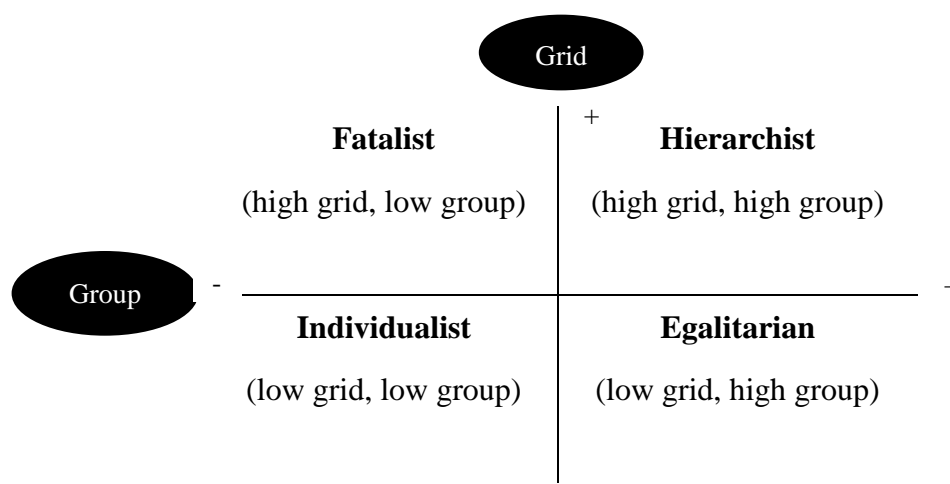 Grid
+
Fatalist Hierarchist
(high grid, low group) (high grid, high group)
Group -
Individualist Egalitarian
(low grid, low group) (low grid, high group)